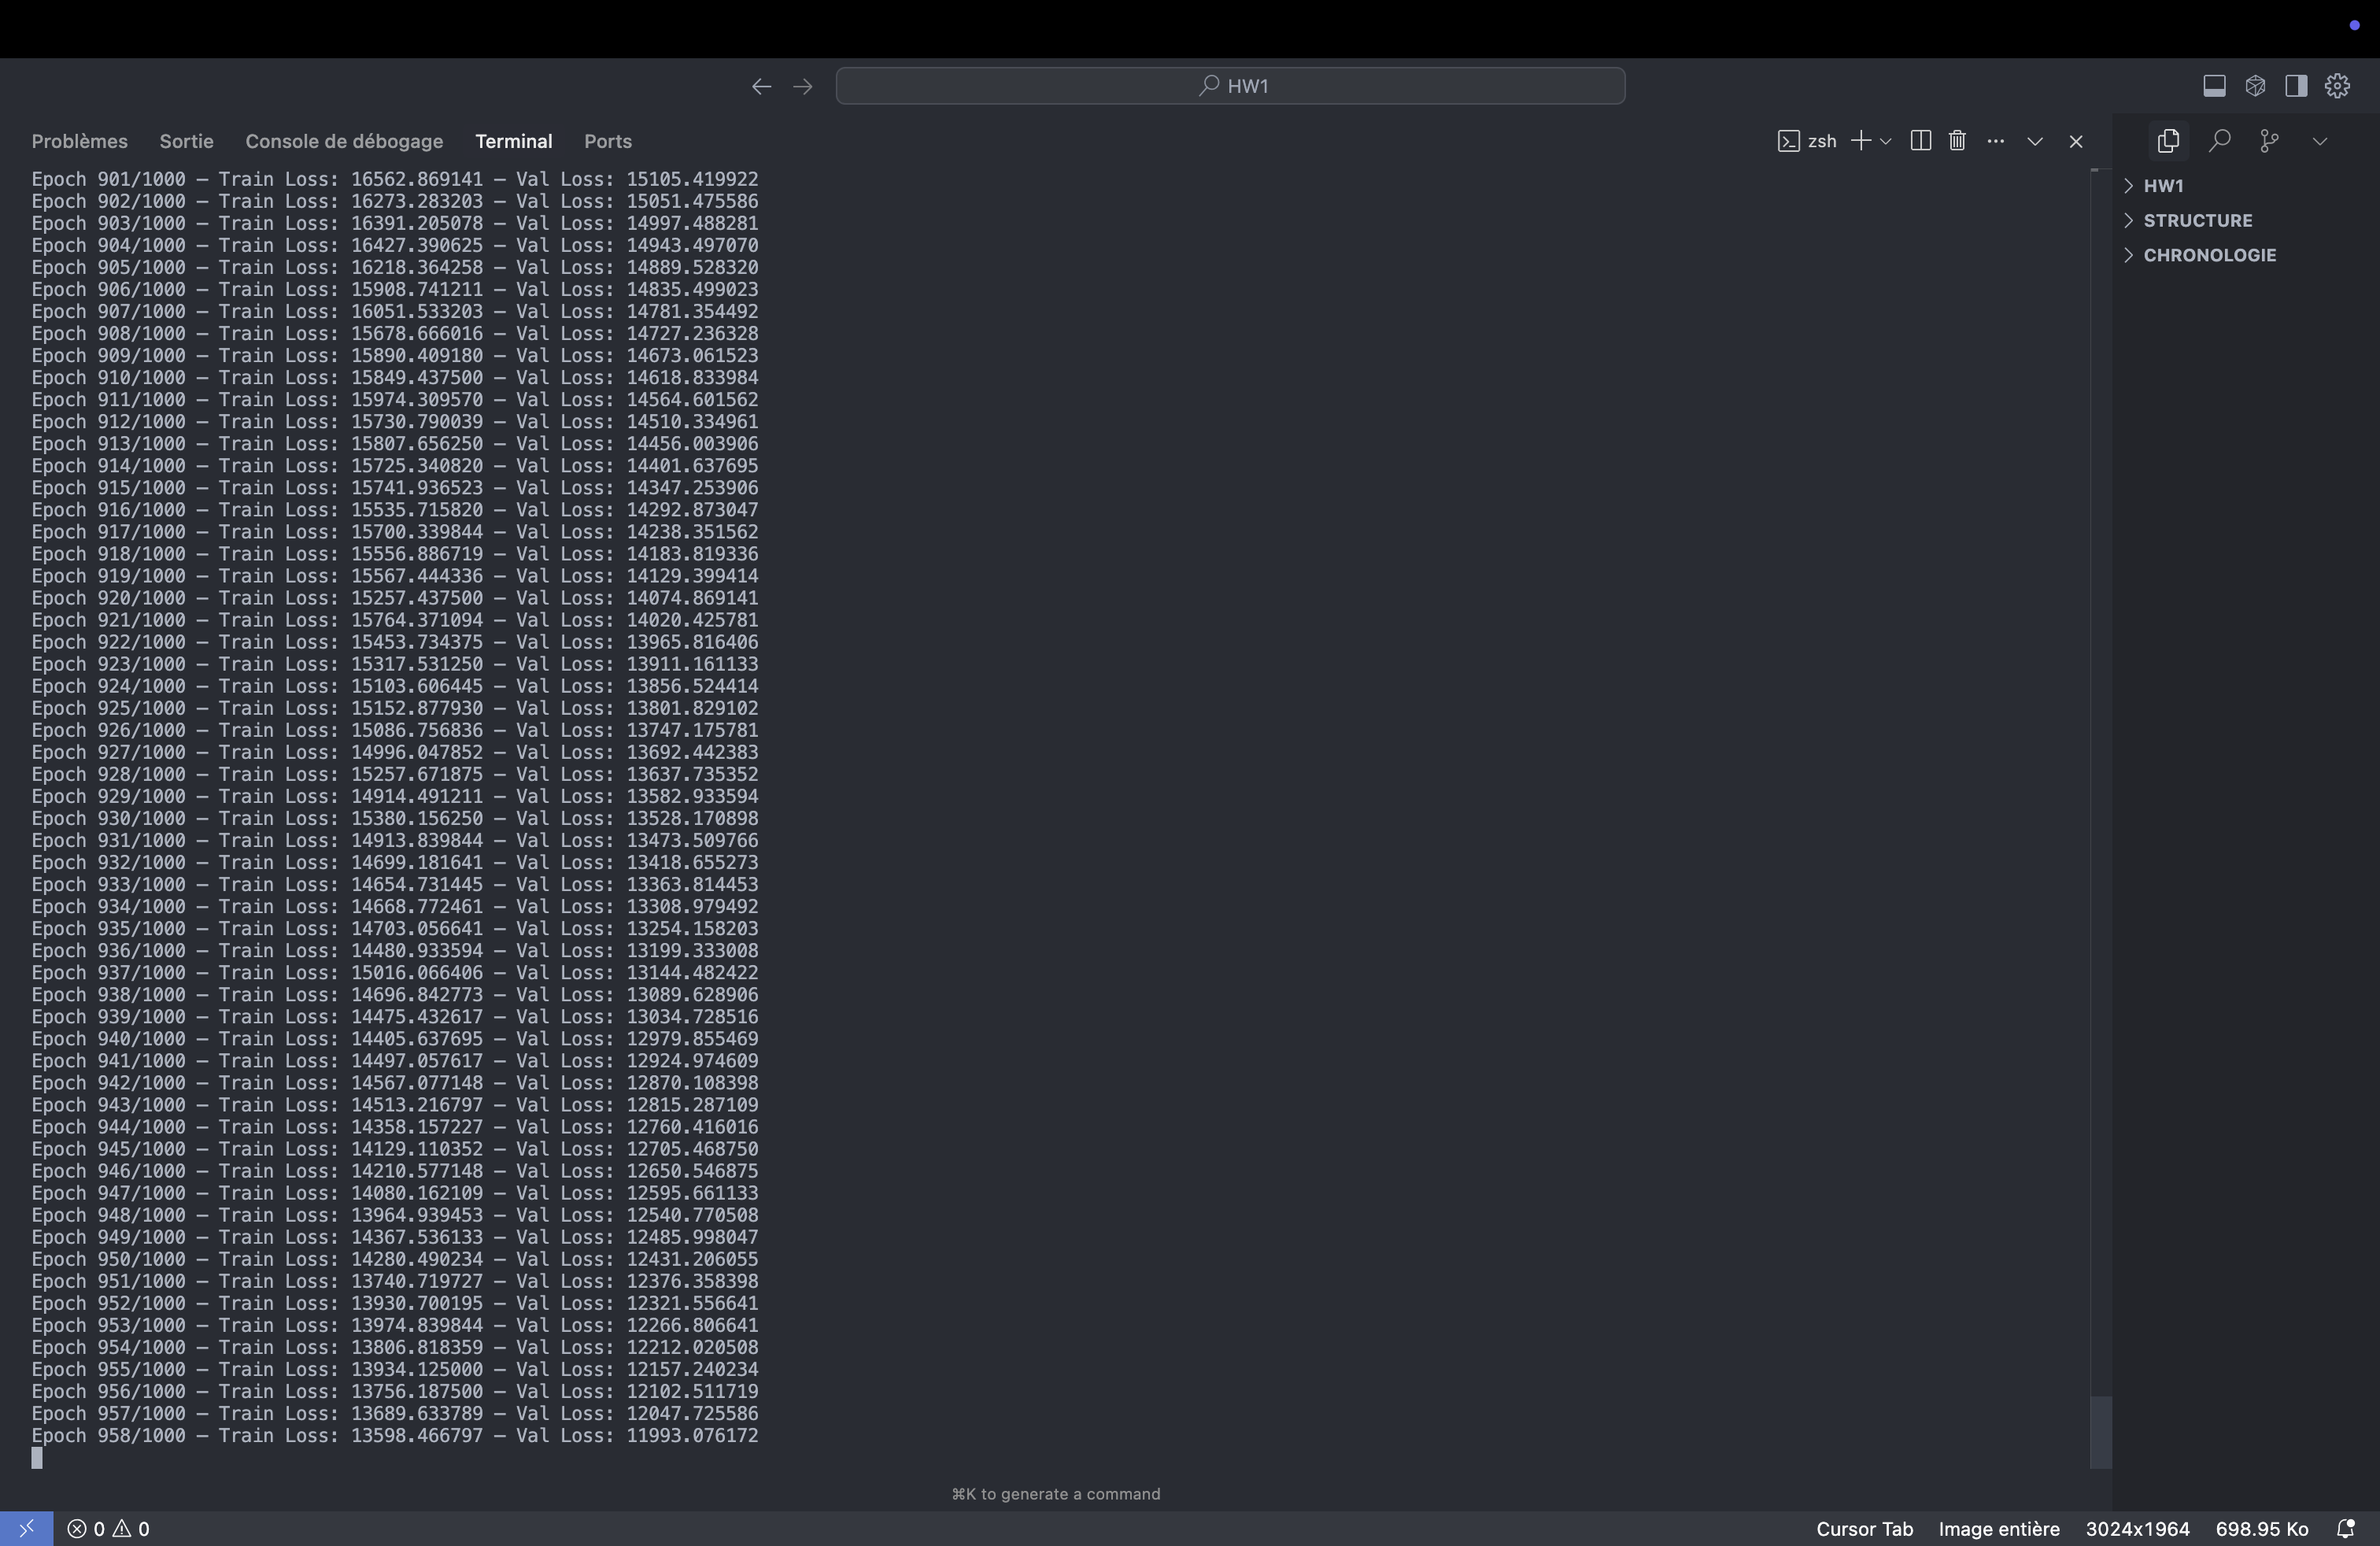 HW1
Problèmes Sortie Console de débogage Terminal Ports zsh
Epoch 901/1000 – Train Loss: 16562.869141 – Val Loss: 15105.419922
Epoch 902/1000 – Train Loss: 16273.283203 – Val Loss: 15051.475586
Epoch 903/1000 – Train Loss: 16391.205078 – Val Loss: 14997.488281
Epoch 904/1000 – Train Loss: 16427.390625 – Val Loss: 14943.497070
Epoch 905/1000 – Train Loss: 16218.364258 – Val Loss: 14889.528320
Epoch 906/1000 – Train Loss: 15908.741211 – Val Loss: 14835.499023
Epoch 907/1000 – Train Loss: 16051.533203 – Val Loss: 14781.354492
Epoch 908/1000 – Train Loss: 15678.666016 – Val Loss: 14727.236328
Epoch 909/1000 – Train Loss: 15890.409180 – Val Loss: 14673.061523
Epoch 910/1000 – Train Loss: 15849.437500 – Val Loss: 14618.833984
Epoch 911/1000 – Train Loss: 15974.309570 – Val Loss: 14564.601562
Epoch 912/1000 – Train Loss: 15730.790039 – Val Loss: 14510.334961
Epoch 913/1000 – Train Loss: 15807.656250 – Val Loss: 14456.003906
Epoch 914/1000 – Train Loss: 15725.340820 – Val Loss: 14401.637695
Epoch 915/1000 – Train Loss: 15741.936523 – Val Loss: 14347.253906
Epoch 916/1000 – Train Loss: 15535.715820 – Val Loss: 14292.873047
Epoch 917/1000 – Train Loss: 15700.339844 – Val Loss: 14238.351562
Epoch 918/1000 – Train Loss: 15556.886719 – Val Loss: 14183.819336
Epoch 919/1000 – Train Loss: 15567.444336 – Val Loss: 14129.399414
Epoch 920/1000 – Train Loss: 15257.437500 – Val Loss: 14074.869141
Epoch 921/1000 – Train Loss: 15764.371094 – Val Loss: 14020.425781
Epoch 922/1000 – Train Loss: 15453.734375 – Val Loss: 13965.816406
Epoch 923/1000 – Train Loss: 15317.531250 – Val Loss: 13911.161133
Epoch 924/1000 – Train Loss: 15103.606445 – Val Loss: 13856.524414
Epoch 925/1000 – Train Loss: 15152.877930 – Val Loss: 13801.829102
Epoch 926/1000 – Train Loss: 15086.756836 – Val Loss: 13747.175781
Epoch 927/1000 – Train Loss: 14996.047852 – Val Loss: 13692.442383
Epoch 928/1000 – Train Loss: 15257.671875 – Val Loss: 13637.735352
Epoch 929/1000 – Train Loss: 14914.491211 – Val Loss: 13582.933594
Epoch 930/1000 – Train Loss: 15380.156250 – Val Loss: 13528.170898
Epoch 931/1000 – Train Loss: 14913.839844 – Val Loss: 13473.509766
Epoch 932/1000 – Train Loss: 14699.181641 – Val Loss: 13418.655273
Epoch 933/1000 – Train Loss: 14654.731445 – Val Loss: 13363.814453
Epoch 934/1000 – Train Loss: 14668.772461 – Val Loss: 13308.979492
Epoch 935/1000 – Train Loss: 14703.056641 – Val Loss: 13254.158203
Epoch 936/1000 – Train Loss: 14480.933594 – Val Loss: 13199.333008
Epoch 937/1000 – Train Loss: 15016.066406 – Val Loss: 13144.482422
Epoch 938/1000 – Train Loss: 14696.842773 – Val Loss: 13089.628906
Epoch 939/1000 – Train Loss: 14475.432617 – Val Loss: 13034.728516
Epoch 940/1000 – Train Loss: 14405.637695 – Val Loss: 12979.855469
Epoch 941/1000 – Train Loss: 14497.057617 – Val Loss: 12924.974609
Epoch 942/1000 – Train Loss: 14567.077148 – Val Loss: 12870.108398
Epoch 943/1000 – Train Loss: 14513.216797 – Val Loss: 12815.287109
Epoch 944/1000 – Train Loss: 14358.157227 – Val Loss: 12760.416016
Epoch 945/1000 – Train Loss: 14129.110352 – Val Loss: 12705.468750
Epoch 946/1000 – Train Loss: 14210.577148 – Val Loss: 12650.546875
Epoch 947/1000 – Train Loss: 14080.162109 – Val Loss: 12595.661133
Epoch 948/1000 – Train Loss: 13964.939453 – Val Loss: 12540.770508
Epoch 949/1000 – Train Loss: 14367.536133 – Val Loss: 12485.998047
Epoch 950/1000 – Train Loss: 14280.490234 – Val Loss: 12431.206055
Epoch 951/1000 – Train Loss: 13740.719727 – Val Loss: 12376.358398
Epoch 952/1000 – Train Loss: 13930.700195 – Val Loss: 12321.556641
Epoch 953/1000 – Train Loss: 13974.839844 – Val Loss: 12266.806641
Epoch 954/1000 – Train Loss: 13806.818359 – Val Loss: 12212.020508
Epoch 955/1000 – Train Loss: 13934.125000 – Val Loss: 12157.240234
Epoch 956/1000 – Train Loss: 13756.187500 – Val Loss: 12102.511719
Epoch 957/1000 – Train Loss: 13689.633789 – Val Loss: 12047.725586
Epoch 958/1000 – Train Loss: 13598.466797 – Val Loss: 11993.076172
⌘K to generate a command
HW1
STRUCTURE
CHRONOLOGIE
0 0 Cursor Tab Image entière 3024x1964 698.95 Ko